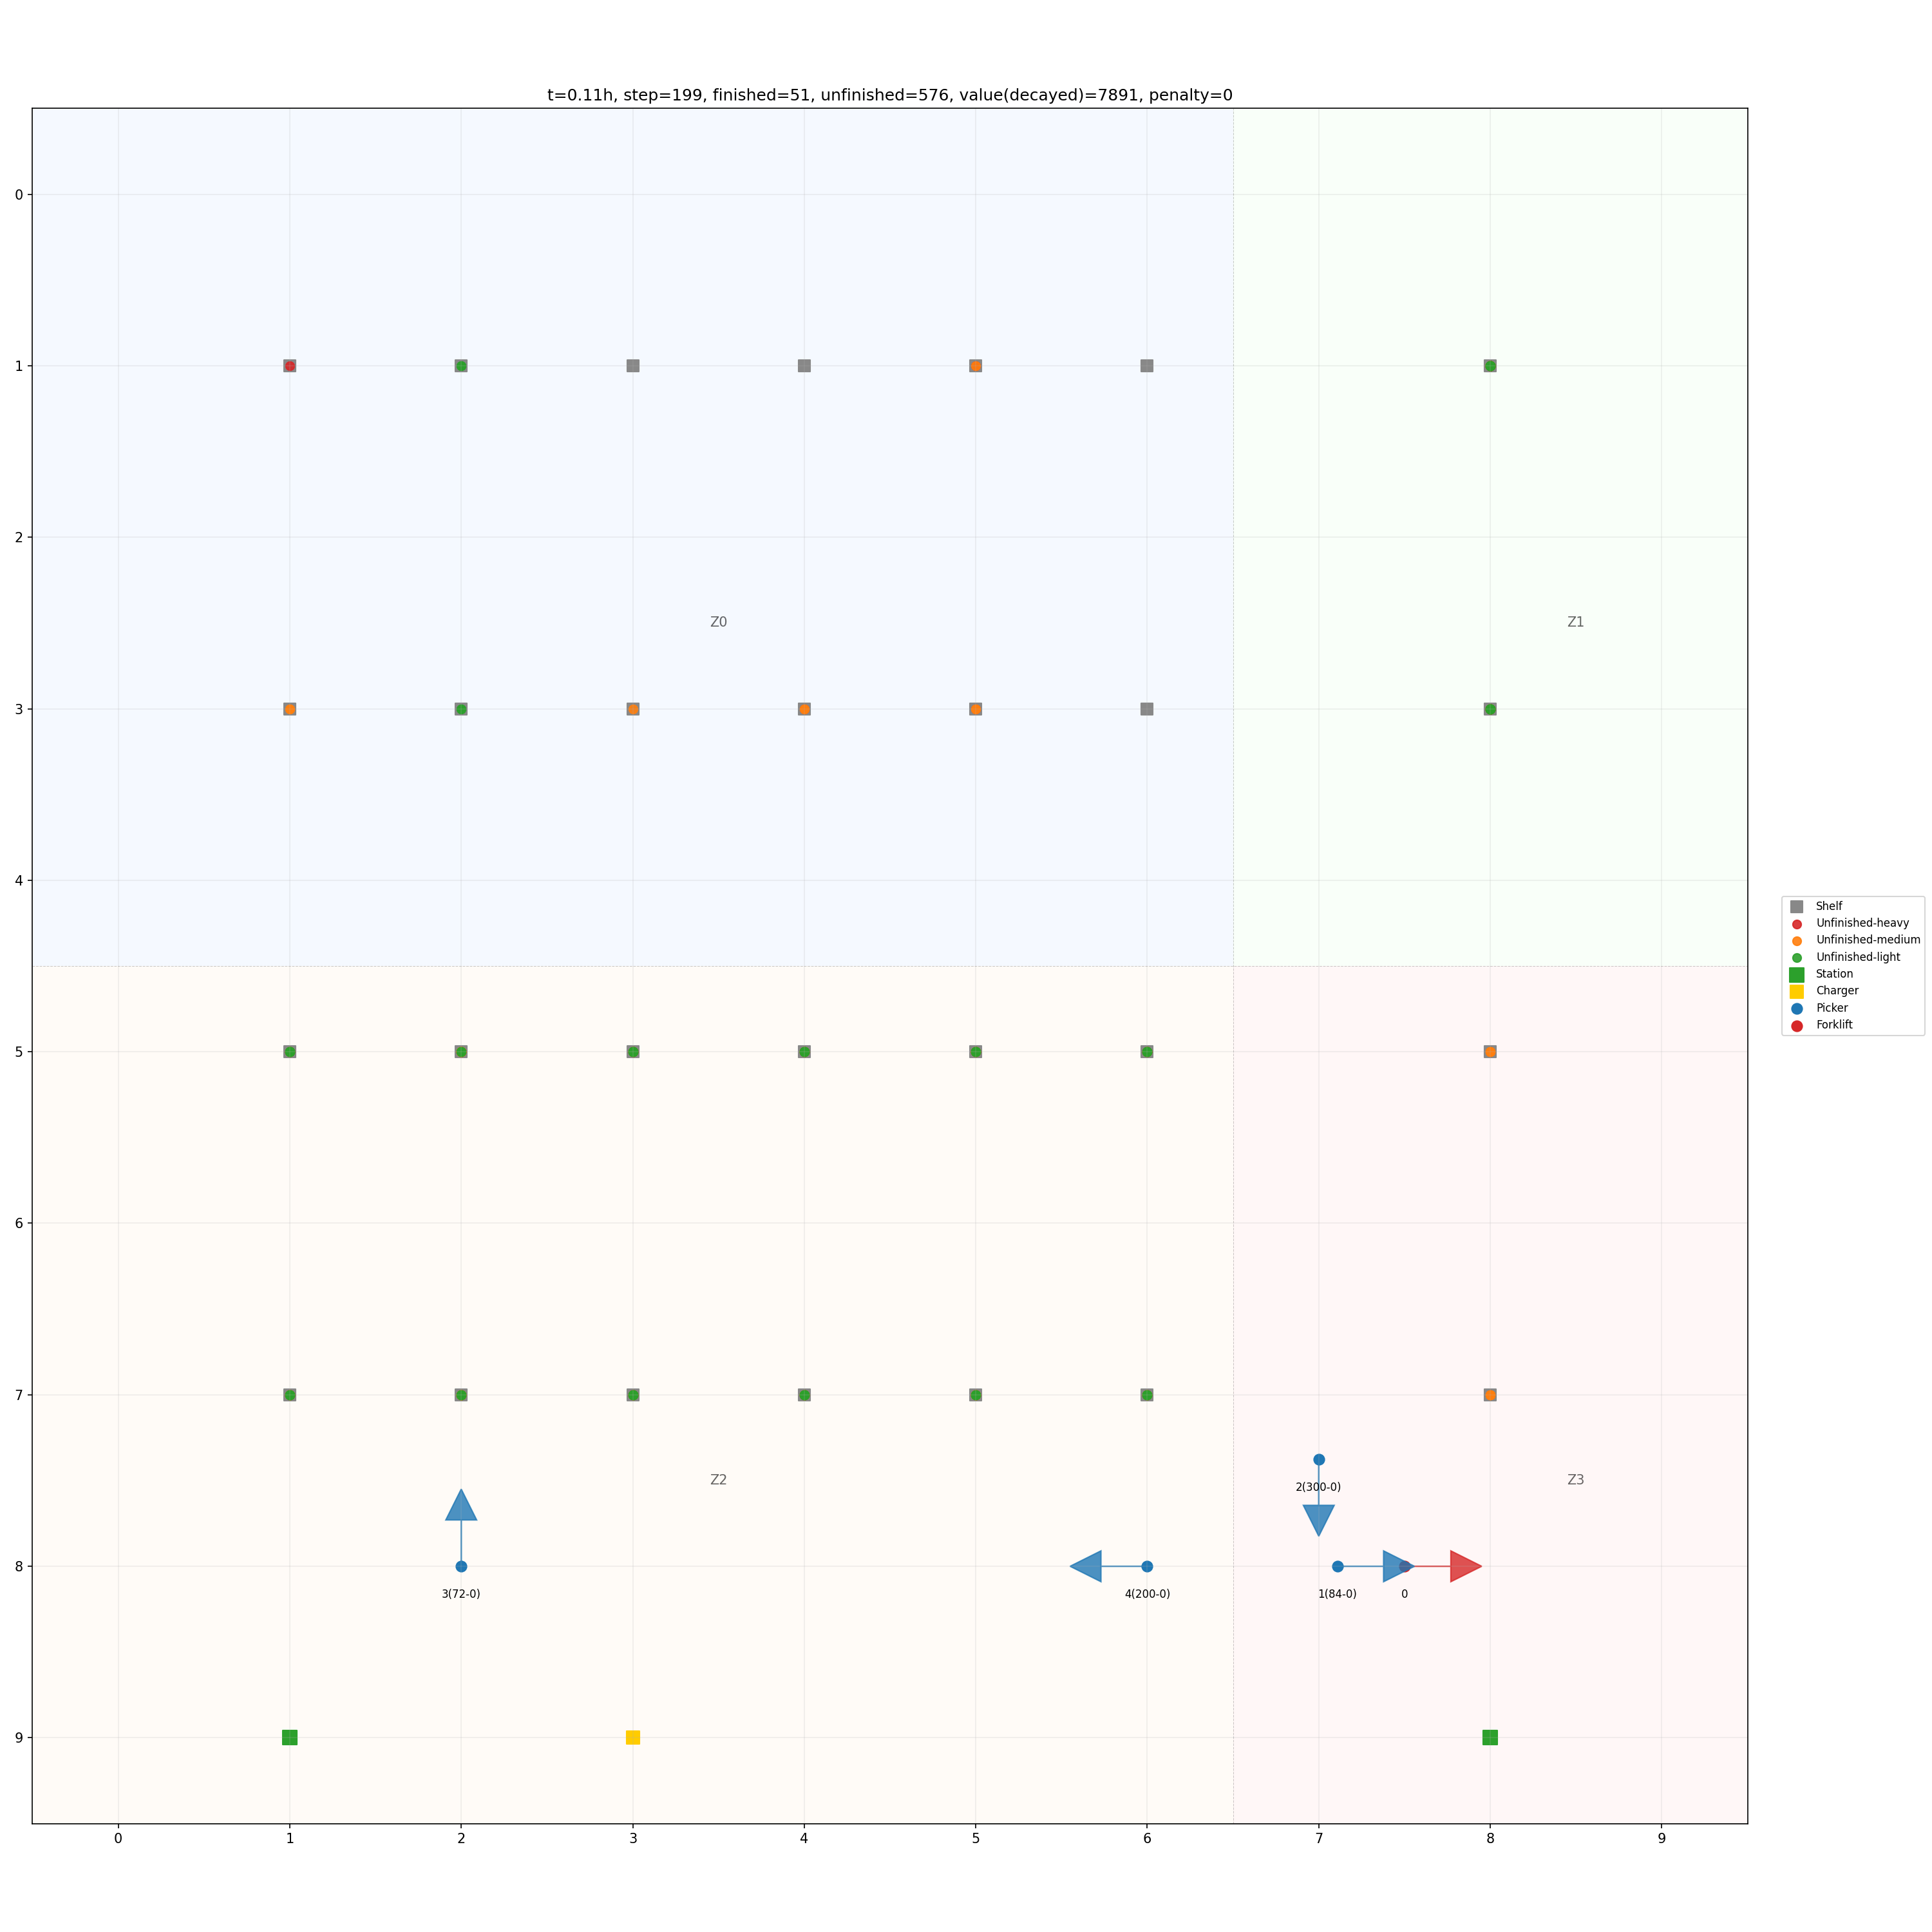 t=0.11h, step=199, finished=51, unfinished=576, value(decayed)=7891, penalty=0
0
1
2
Z0
Z1
3
4
Shelf
Unfinished-heavy
Unfinished-medium
Unfinished-light
Station
Charger
Picker
Forklift
5
6
7
Z2
Z3
2(300-0)
8
3(72-0)
4(200-0)
1(84-0)
0
9
0 1 2 3 4 5 6 7 8 9